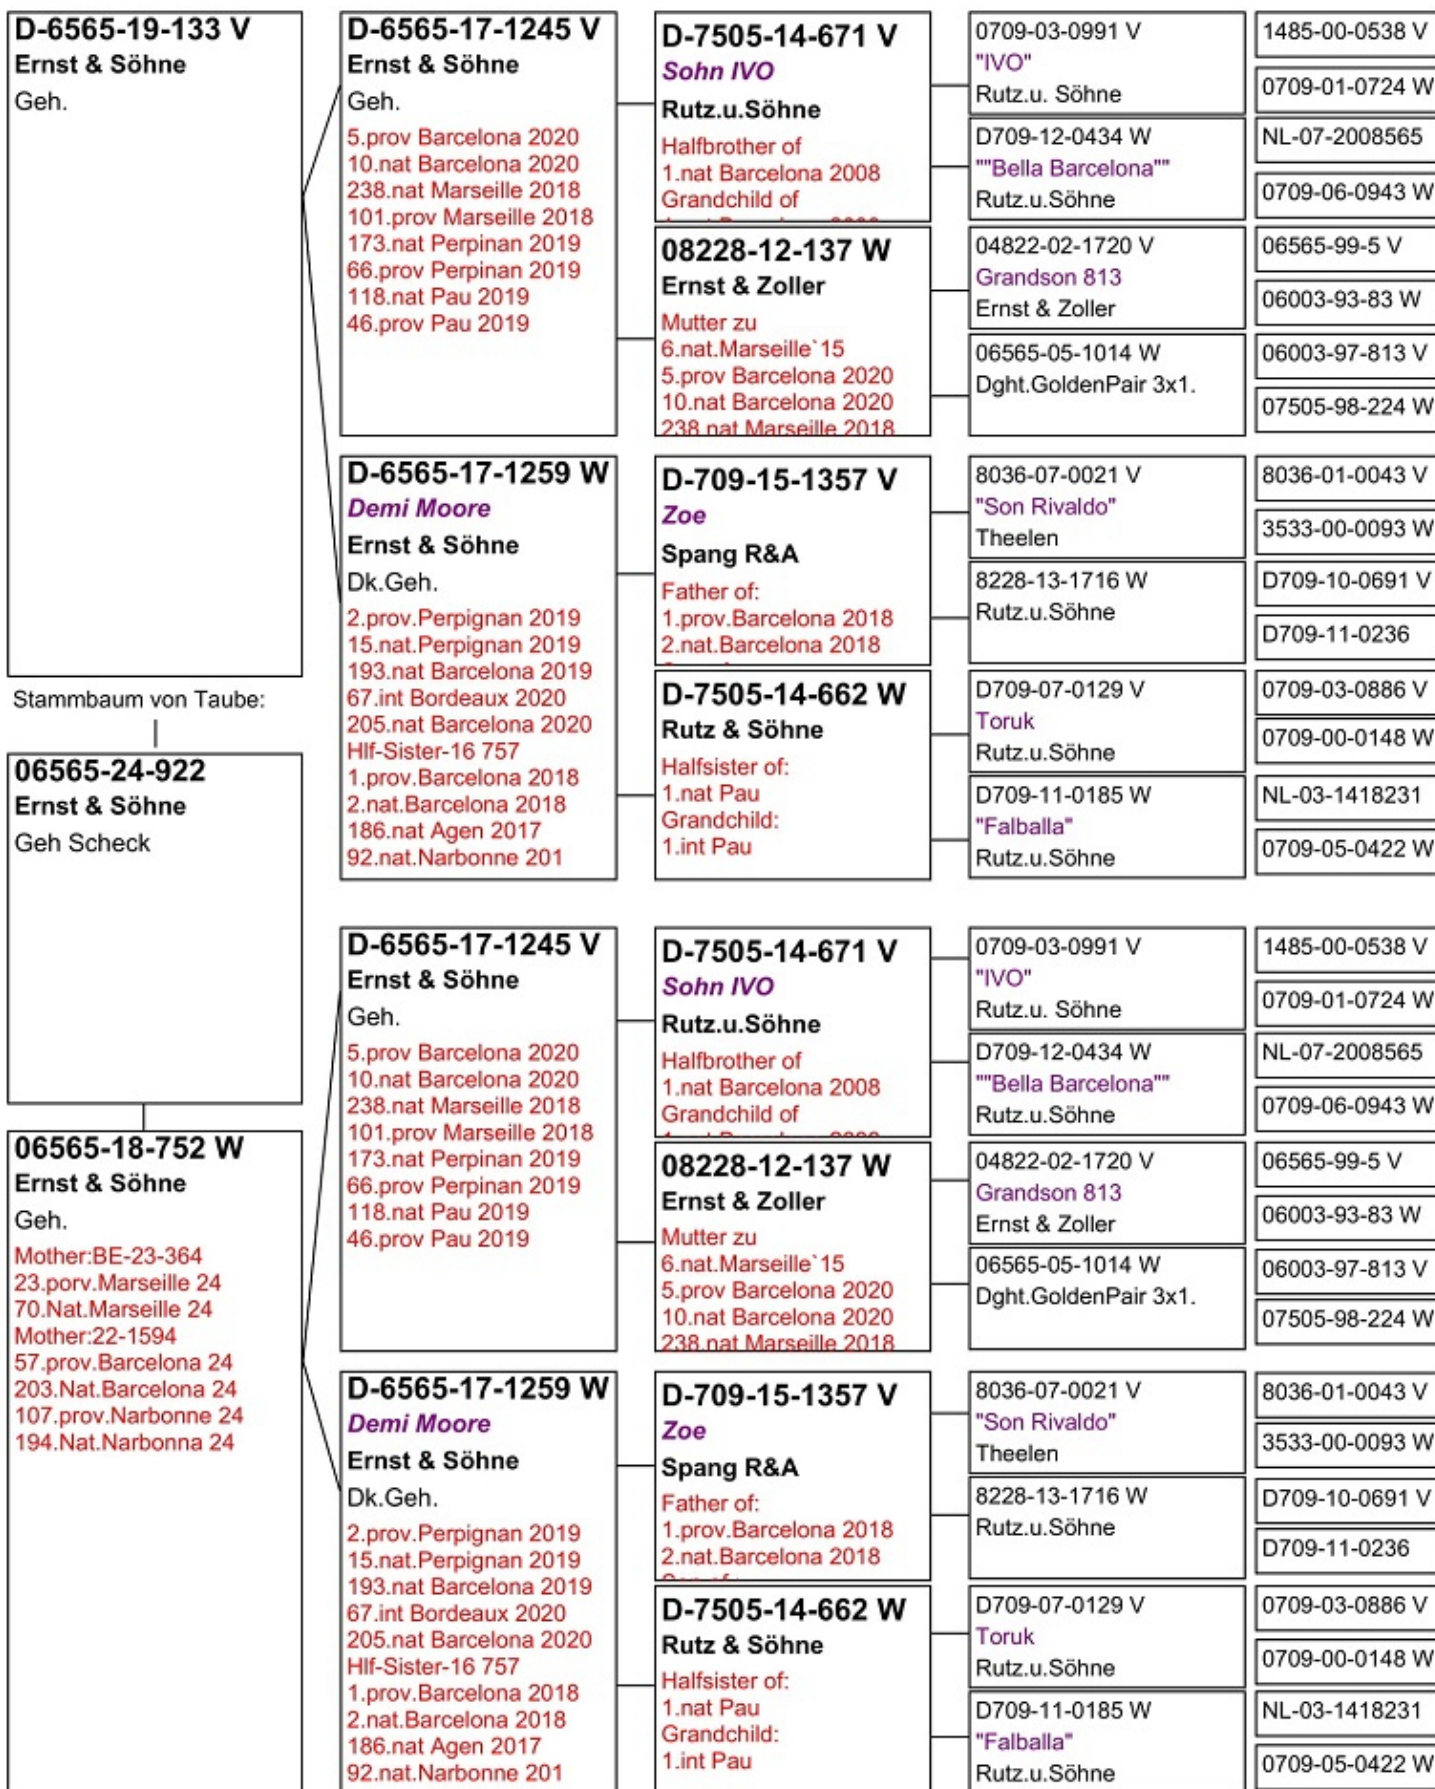 D-6565-19-133 V
Ernst & Söhne
Geh.
Stammbaum von Taube:
06565-24-922
Ernst & Söhne
Geh Scheck
06565-18-752 W
Ernst & Söhne
Geh.
Mother:BE-23-364
23.porv.Marseille 24
70.Nat.Marseille 24
Mother:22-1594
57.prov.Barcelona 24
203.Nat.Barcelona 24
107.prov.Narbonne 24
194.Nat.Narbonna 24
D-6565-17-1245 V
Ernst & Söhne
Geh.
5.prov Barcelona 2020
10.nat Barcelona 2020
238.nat Marseille 2018
101.prov Marseille 2018
173.nat Perpinan 2019
66.prov Perpinan 2019
118.nat Pau 2019
46.prov Pau 2019
D-6565-17-1259 W
Demi Moore
Ernst & Söhne
Dk.Geh.
2.prov.Perpignan 2019
15.nat.Perpignan 2019
193.nat Barcelona 2019
67.int Bordeaux 2020
205.nat Barcelona 2020
Hlf-Sister-16 757
1.prov.Barcelona 2018
2.nat.Barcelona 2018
186.nat Agen 2017
92.nat.Narbonne 201
D-6565-17-1245 V
Ernst & Söhne
Geh.
5.prov Barcelona 2020
10.nat Barcelona 2020
238.nat Marseille 2018
101.prov Marseille 2018
173.nat Perpinan 2019
66.prov Perpinan 2019
118.nat Pau 2019
46.prov Pau 2019
D-6565-17-1259 W
Demi Moore
Ernst & Söhne
Dk.Geh.
2.prov.Perpignan 2019
15.nat.Perpignan 2019
193.nat Barcelona 2019
67.int Bordeaux 2020
205.nat Barcelona 2020
Hlf-Sister-16 757
1.prov.Barcelona 2018
2.nat.Barcelona 2018
186.nat Agen 2017
92.nat.Narbonne 201
D-7505-14-671 V
Sohn IVO
Rutz.u.Söhne
Halfbrother of
1.nat Barcelona 2008
Grandchild of
08228-12-137 W
Ernst & Zoller
Mutter zu
6.nat.Marseille`15
5.prov Barcelona 2020
10.nat Barcelona 2020
238.nat Marseille 2018
D-709-15-1357 V
Zoe
Spang R&A
Father of:
1.prov.Barcelona 2018
2.nat.Barcelona 2018
D-7505-14-662 W
Rutz & Söhne
Halfsister of:
1.nat Pau
Grandchild:
1.int Pau
D-7505-14-671 V
Sohn IVO
Rutz.u.Söhne
Halfbrother of
1.nat Barcelona 2008
Grandchild of
08228-12-137 W
Ernst & Zoller
Mutter zu
6.nat.Marseille`15
5.prov Barcelona 2020
10.nat Barcelona 2020
238.nat Marseille 2018
D-709-15-1357 V
Zoe
Spang R&A
Father of:
1.prov.Barcelona 2018
2.nat.Barcelona 2018
D-7505-14-662 W
Rutz & Söhne
Halfsister of:
1.nat Pau
Grandchild:
1.int Pau
0709-03-0991 V
"IVO"
Rutz.u. Söhne
D709-12-0434 W
""Bella Barcelona""
Rutz.u.Söhne
04822-02-1720 V
Grandson 813
Ernst & Zoller
06565-05-1014 W
Dght.GoldenPair 3x1.
8036-07-0021 V
"Son Rivaldo"
Theelen
8228-13-1716 W
Rutz.u.Söhne
D709-07-0129 V
Toruk
Rutz.u.Söhne
D709-11-0185 W
"Falballa"
Rutz.u.Söhne
0709-03-0991 V
"IVO"
Rutz.u. Söhne
D709-12-0434 W
""Bella Barcelona""
Rutz.u.Söhne
04822-02-1720 V
Grandson 813
Ernst & Zoller
06565-05-1014 W
Dght.GoldenPair 3x1.
8036-07-0021 V
"Son Rivaldo"
Theelen
8228-13-1716 W
Rutz.u.Söhne
D709-07-0129 V
Toruk
Rutz.u.Söhne
D709-11-0185 W
"Falballa"
Rutz.u.Söhne
1485-00-0538 V
0709-01-0724 W
NL-07-2008565
0709-06-0943 W
06565-99-5 V
06003-93-83 W
06003-97-813 V
07505-98-224 W
8036-01-0043 V
3533-00-0093 W
D709-10-0691 V
D709-11-0236
0709-03-0886 V
0709-00-0148 W
NL-03-1418231
0709-05-0422 W
1485-00-0538 V
0709-01-0724 W
NL-07-2008565
0709-06-0943 W
06565-99-5 V
06003-93-83 W
06003-97-813 V
07505-98-224 W
8036-01-0043 V
3533-00-0093 W
D709-10-0691 V
D709-11-0236
0709-03-0886 V
0709-00-0148 W
NL-03-1418231
0709-05-0422 W